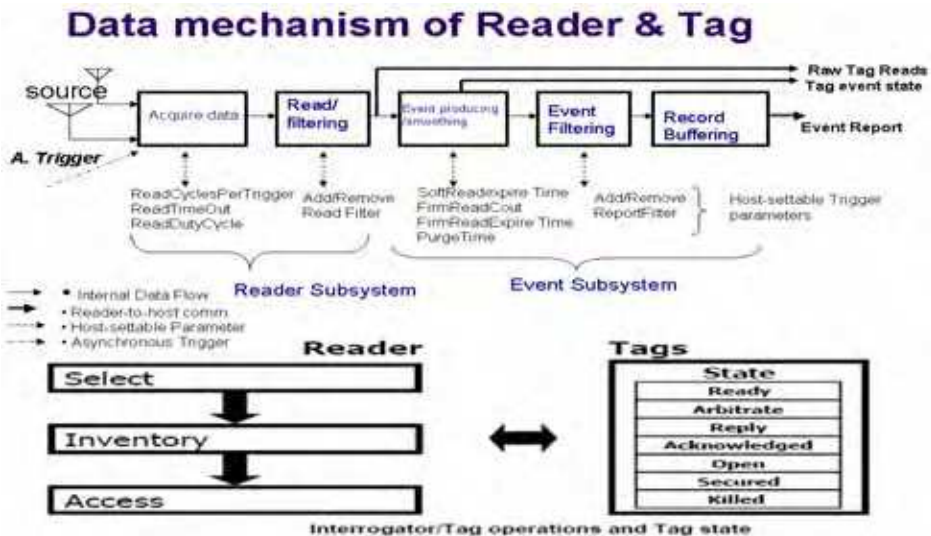 Data mechanism of Reader & Tag
source
A. Trigger
Acquire data
Read/
filtering
Event producing
/smoothing
Event
Filtering
Record
Buffering
Raw Tag Reads
Tag event state
Event Report
ReadCyclesPerTrigger
ReadTimeOut
ReadDutyCycle
Add/Remove
Read Filter
SoftReadexpire Time
FirmReadCout
FirmReadExpire Time
PurgeTime
Add/Remove
ReportFilter
Host-settable Trigger
parameters
Reader Subsystem
Event Subsystem
• Internal Data Flow
• Reader-to-host comm.
• Host-settable Parameter
• Asynchronous Trigger
Reader
Select
Inventory
Access
Tags
State
Ready
Arbitrate
Reply
Acknowledged
Open
Secured
Killed
Interrogator/Tag operations and Tag state